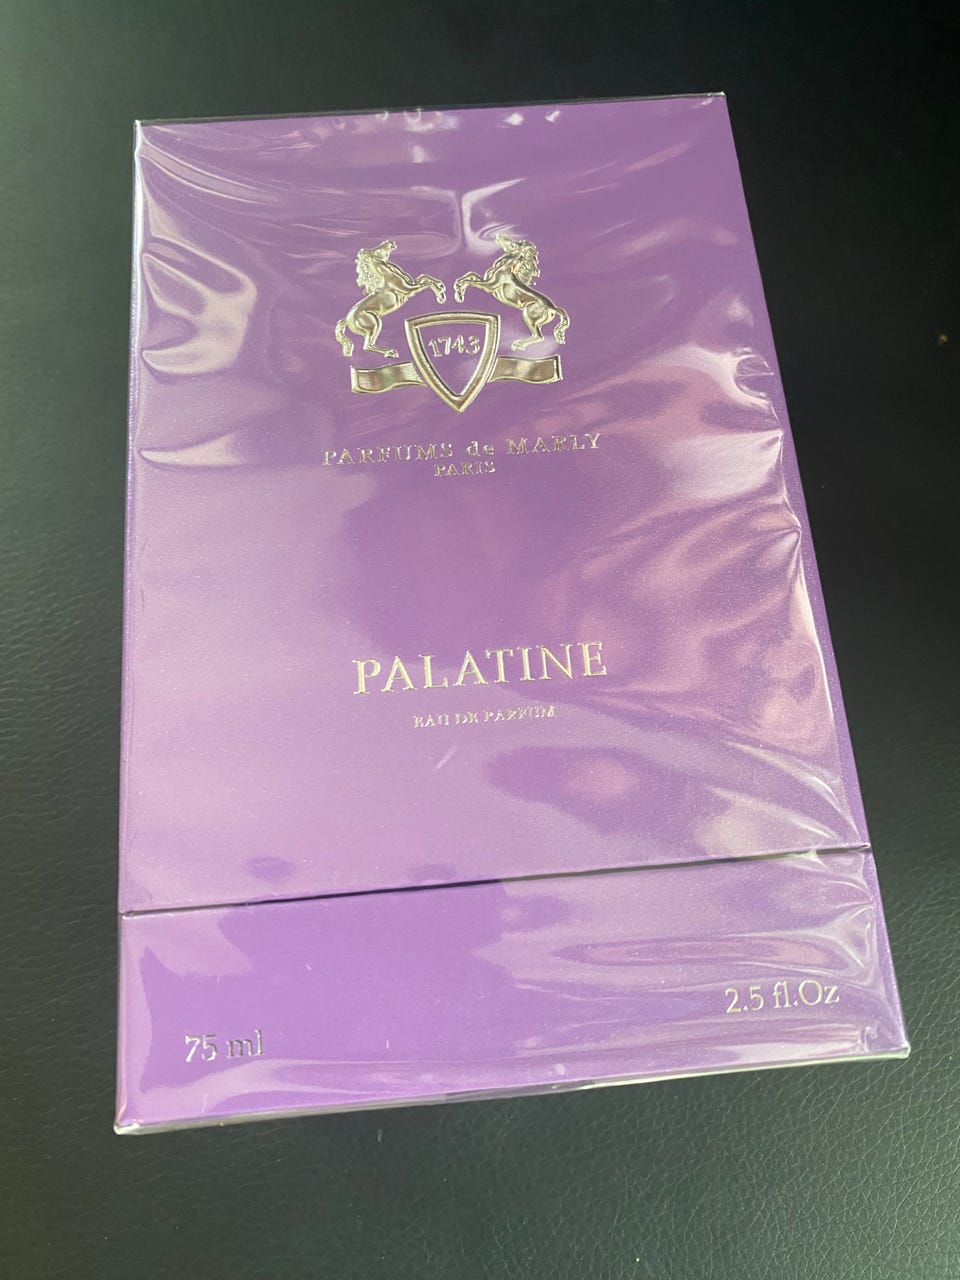 1743
PARFUMS de MARLY
PARIS
PALATINE
EAU DE PARFUM
75 ml
2.5 fl.Oz